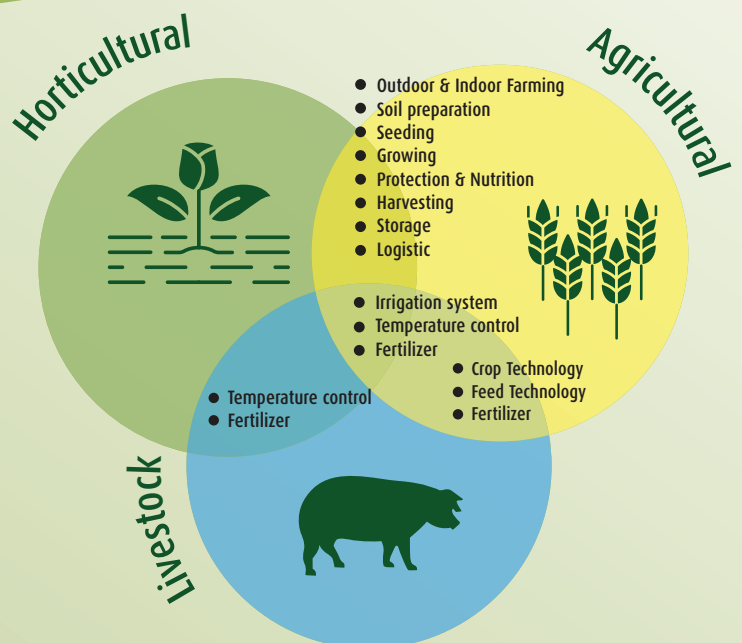 Horticultural
Agricultural
• Outdoor & Indoor Farming
• Soil preparation
• Seeding
• Growing
• Protection & Nutrition
• Harvesting
• Storage
• Logistic
• Irrigation system
• Temperature control
• Fertilizer
• Crop Technology
• Feed Technology
• Fertilizer
• Temperature control
• Fertilizer
Livestock